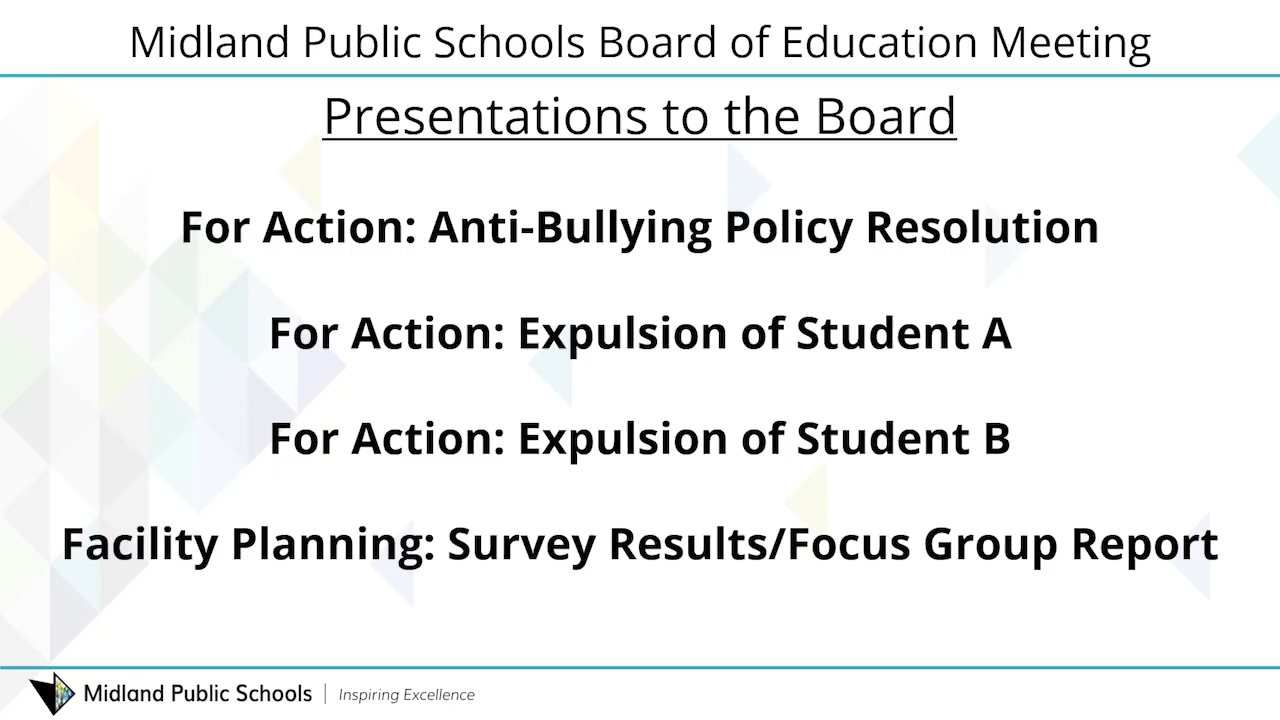 Midland Public Schools Board of Education Meeting
Presentations to the Board
For Action: Anti-Bullying Policy Resolution
For Action: Expulsion of Student A
For Action: Expulsion of Student B
Facility Planning: Survey Results/Focus Group Report
Midland Public Schools | Inspiring Excellence